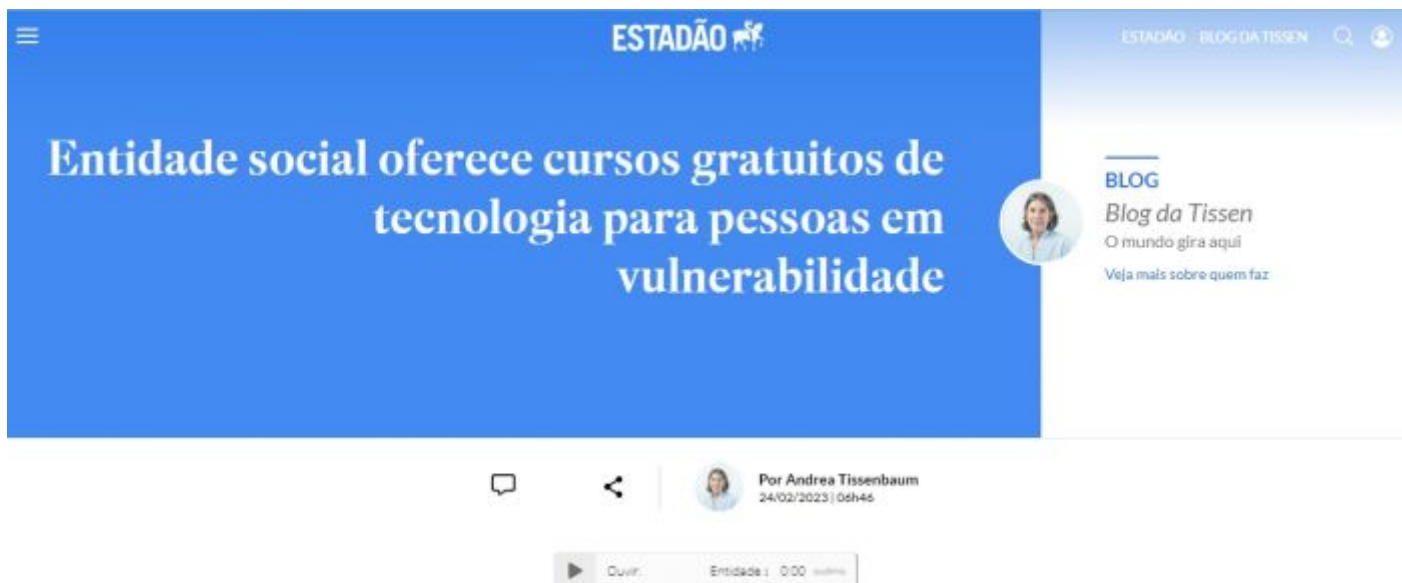 ESTADÃO
ESTADÃO BLOG DA TISSEN
Entidade social oferece cursos gratuitos de
tecnologia para pessoas em
vulnerabilidade
BLOG
Blog da Tissen
O mundo gira aqui
Veja mais sobre quem faz
Por Andrea Tissenbaum
24/02/2023 | 06h46
Ouvir: Entidade s 0:00